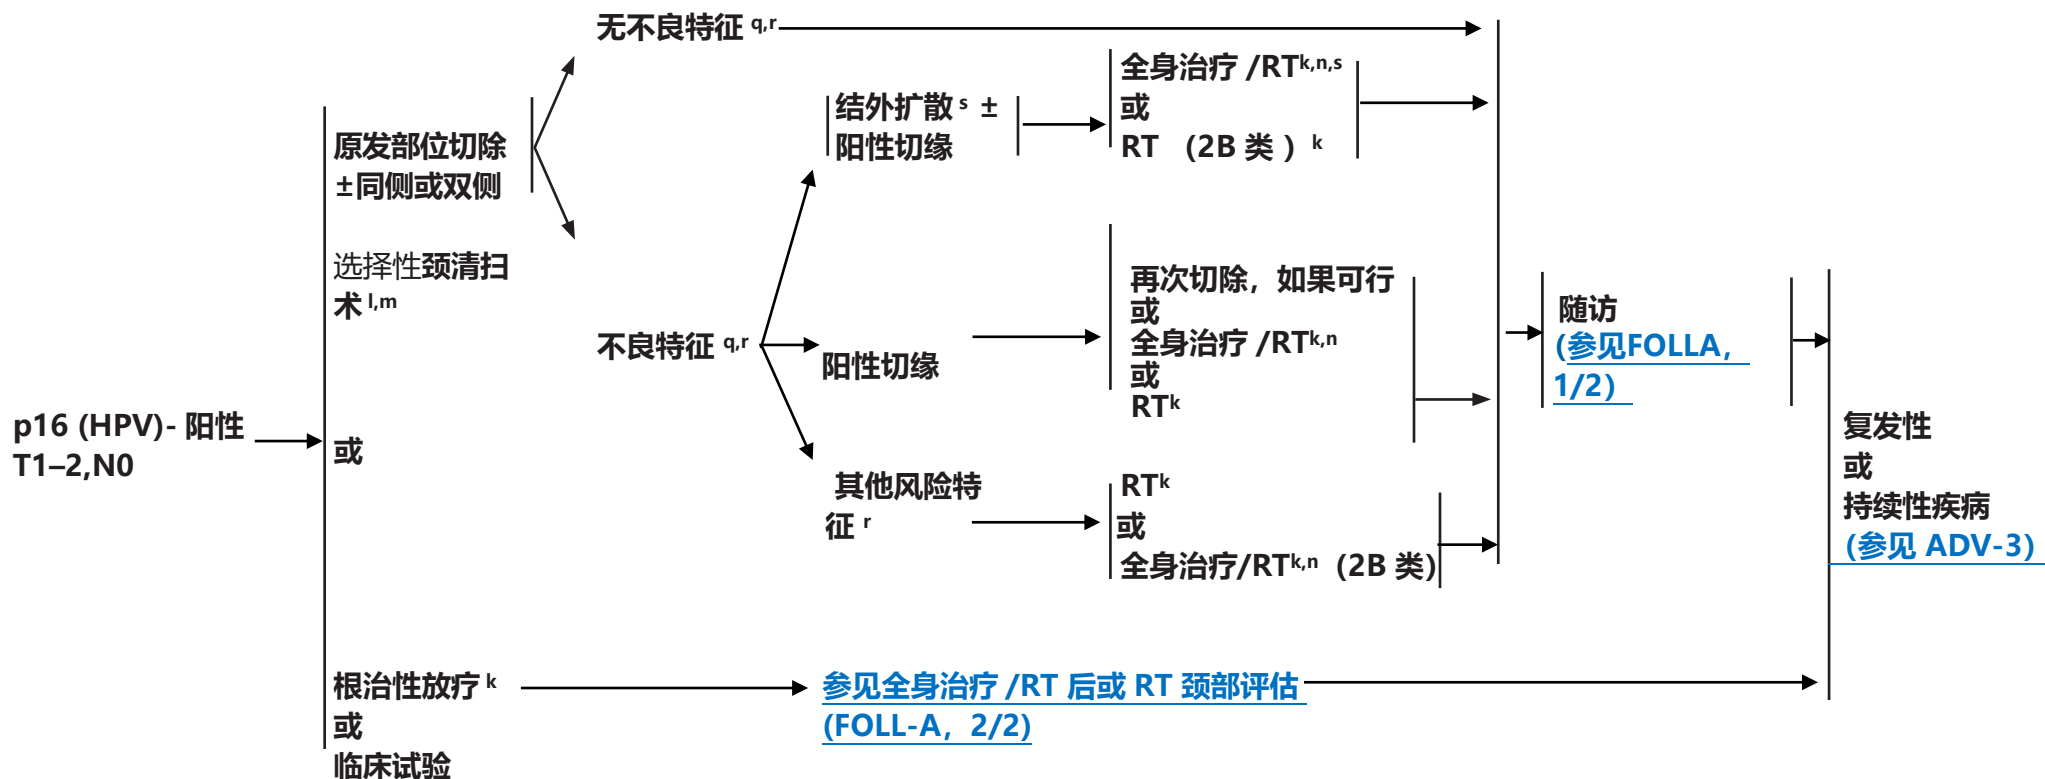 p16 (HPV)- 阳性
T1–2,N0
原发部位切除
±同侧或双侧
选择性颈清扫
术 l,m
或
根治性放疗 k
或
临床试验
无不良特征 q,r
不良特征 q,r
结外扩散 s ±
阳性切缘
全身治疗 /RTk,n,s
或
RT （2B 类 ）k
阳性切缘
再次切除，如果可行
或
全身治疗 /RTk,n
或
RTk
其他风险特
征 r
RTk
或
全身治疗/RTk,n（2B 类)
参见全身治疗 /RT 后或 RT 颈部评估
(FOLL-A，2/2)
随访
(参见FOLLA，
1/2）
复发性
或
持续性疾病
(参见 ADV-3)